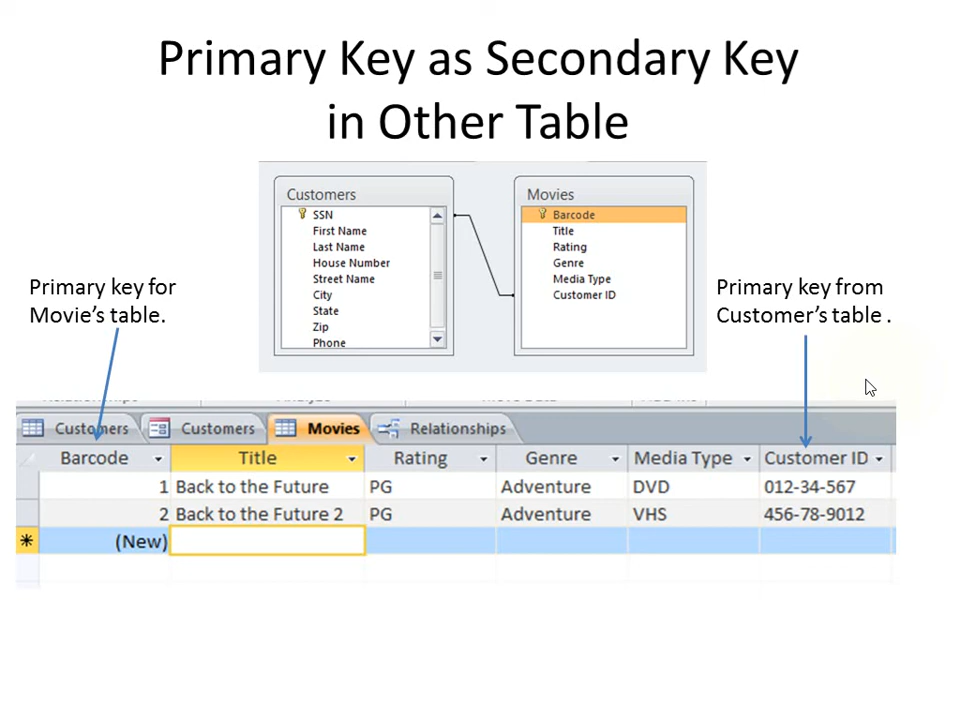 Primary Key as Secondary Key
in Other Table
Customers
SSN
First Name
Last Name
House Number
Street Name
City
State
Zip
Phone
Movies
Barcode
Title
Rating
Genre
Media Type
Customer ID
Primary key for
Movie's table.
Primary key from
Customer's table .
Customers Customers Movies Relationships
Barcode Title Rating Genre Media Type Customer ID
1 Back to the Future PG Adventure DVD 012-34-567
2 Back to the Future 2 PG Adventure VHS 456-78-9012
* (New)